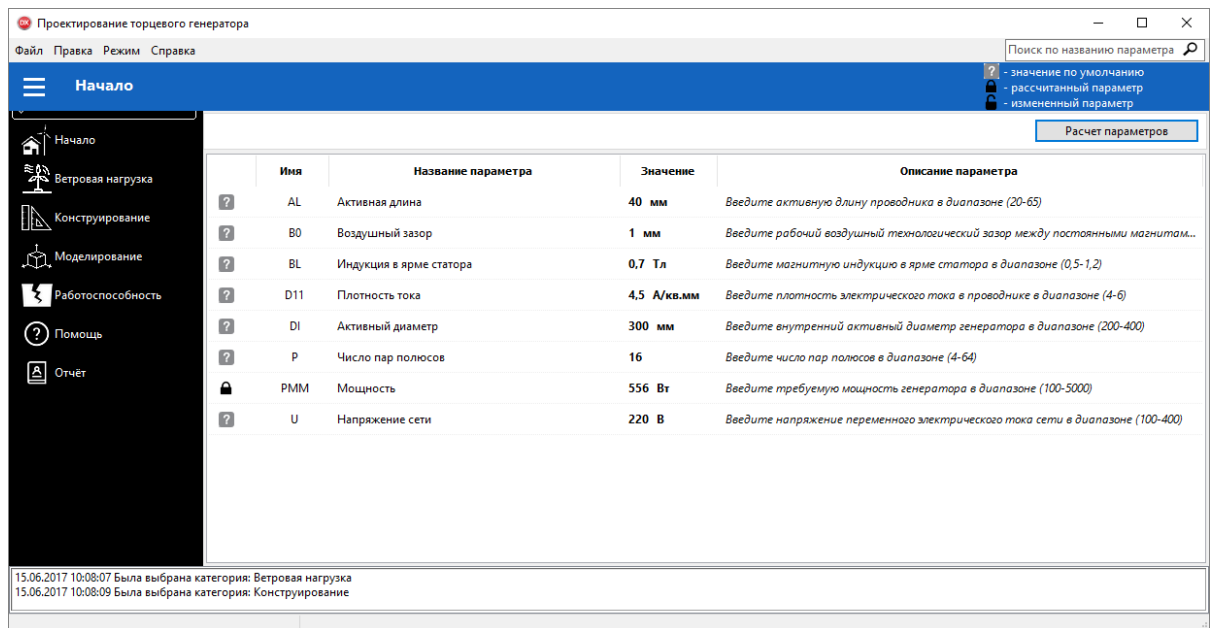 Проектирование торцевого генератора
Файл Правка Режим Справка
Поиск по названию параметра
Начало
? - значение по умолчанию
- рассчитанный параметр
- измененный параметр
Начало
Ветровая нагрузка
Конструирование
Моделирование
Работоспособность
? Помощь
Отчёт
Расчет параметров
Имя Название параметра Значение Описание параметра
? AL Активная длина 40 мм Введите активную длину проводника в диапазоне (20-65)
? B0 Воздушный зазор 1 мм Введите рабочий воздушный технологический зазор между постоянными магнитам...
? BL Индукция в ярме статора 0,7 Тл Введите магнитную индукцию в ярме статора в диапазоне (0,5-1,2)
? D11 Плотность тока 4,5 А/кв.мм Введите плотность электрического тока в проводнике в диапазоне (4-6)
? DI Активный диаметр 300 мм Введите внутренний активный диаметр генератора в диапазоне (200-400)
? P Число пар полюсов 16 Введите число пар полюсов в диапазоне (4-64)
PMM Мощность 556 Вт Введите требуемую мощность генератора в диапазоне (100-5000)
? U Напряжение сети 220 В Введите напряжение переменного электрического тока сети в диапазоне (100-400)
15.06.2017 10:08:07 Была выбрана категория: Ветровая нагрузка
15.06.2017 10:08:09 Была выбрана категория: Конструирование